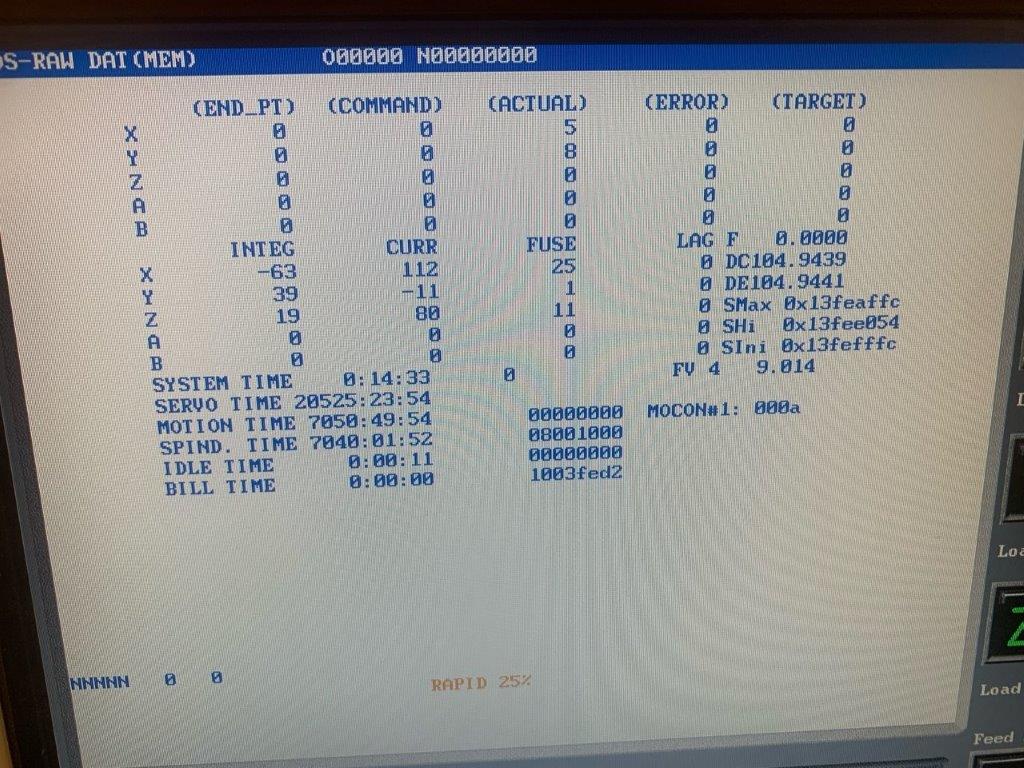 OS-RAW DAT(MEM) O00000 N00000000
(END_PT) (COMMAND) (ACTUAL) (ERROR) (TARGET)
X 0 0 5 0 0
Y 0 0 8 0 0
Z 0 0 0 0 0
A 0 0 0 0 0
B 0 0 0 0 0
INTEG CURR FUSE LAG F 0.0000
X -63 112 25 0 DC104.9439
Y 39 -11 1 0 DE104.9441
Z 19 80 11 0 SMax 0x13feaffc
A 0 0 0 0 SHi 0x13fee054
B 0 0 0 0 SIni 0x13fefffc
SYSTEM TIME 0:14:33 0 FV 4 9.014
SERVO TIME 20525:23:54
MOTION TIME 7050:49:54 00000000 MOCON#1: 000a
SPIND. TIME 7040:01:52 08001000
IDLE TIME 0:00:11 00000000
BILL TIME 0:00:00 1003fed2
NNNNN 0 0 RAPID 25%
Load
Feed